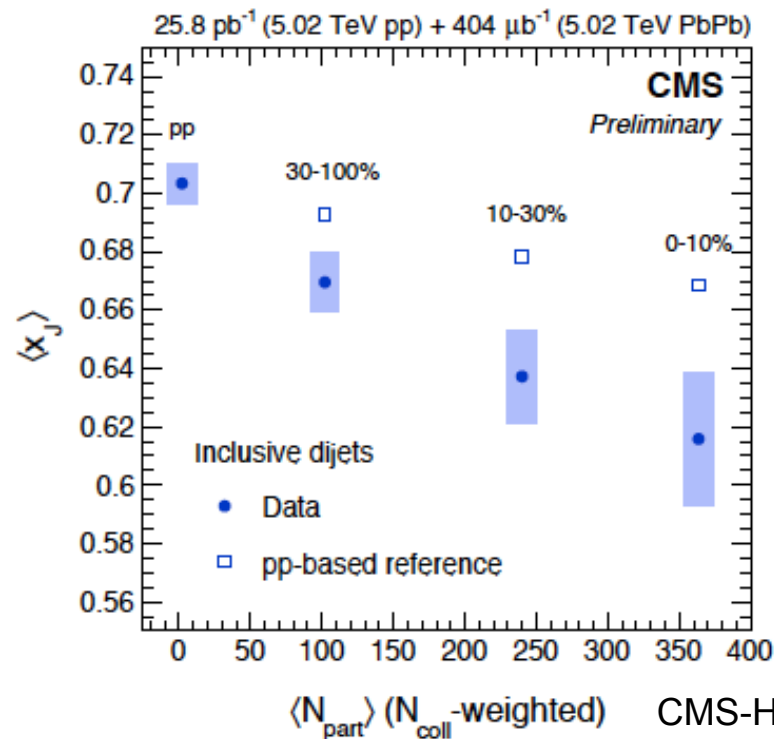 25.8 pb⁻¹ (5.02 TeV pp) + 404 μb⁻¹ (5.02 TeV PbPb)
CMS
Preliminary
pp
30-100%
10-30%
0-10%
0.74
0.72
0.7
0.68
0.66
0.64
0.62
0.6
0.58
0.56
⟨x_J⟩
Inclusive dijets
Data
pp-based reference
0 50 100 150 200 250 300 350 400
⟨N_part⟩ (N_coll-weighted)
CMS-H